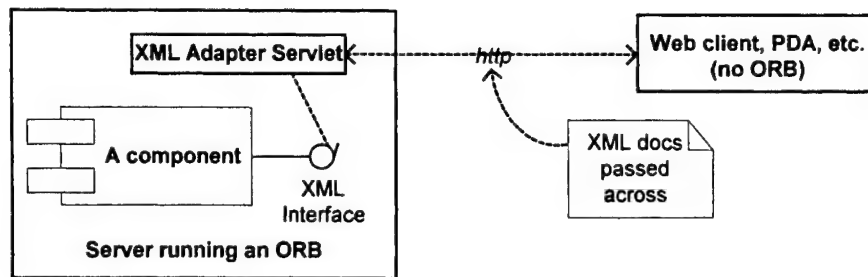 XML Adapter Servlet
http
Web client, PDA, etc.
(no ORB)
A component
XML
Interface
XML docs
passed
across
Server running an ORB